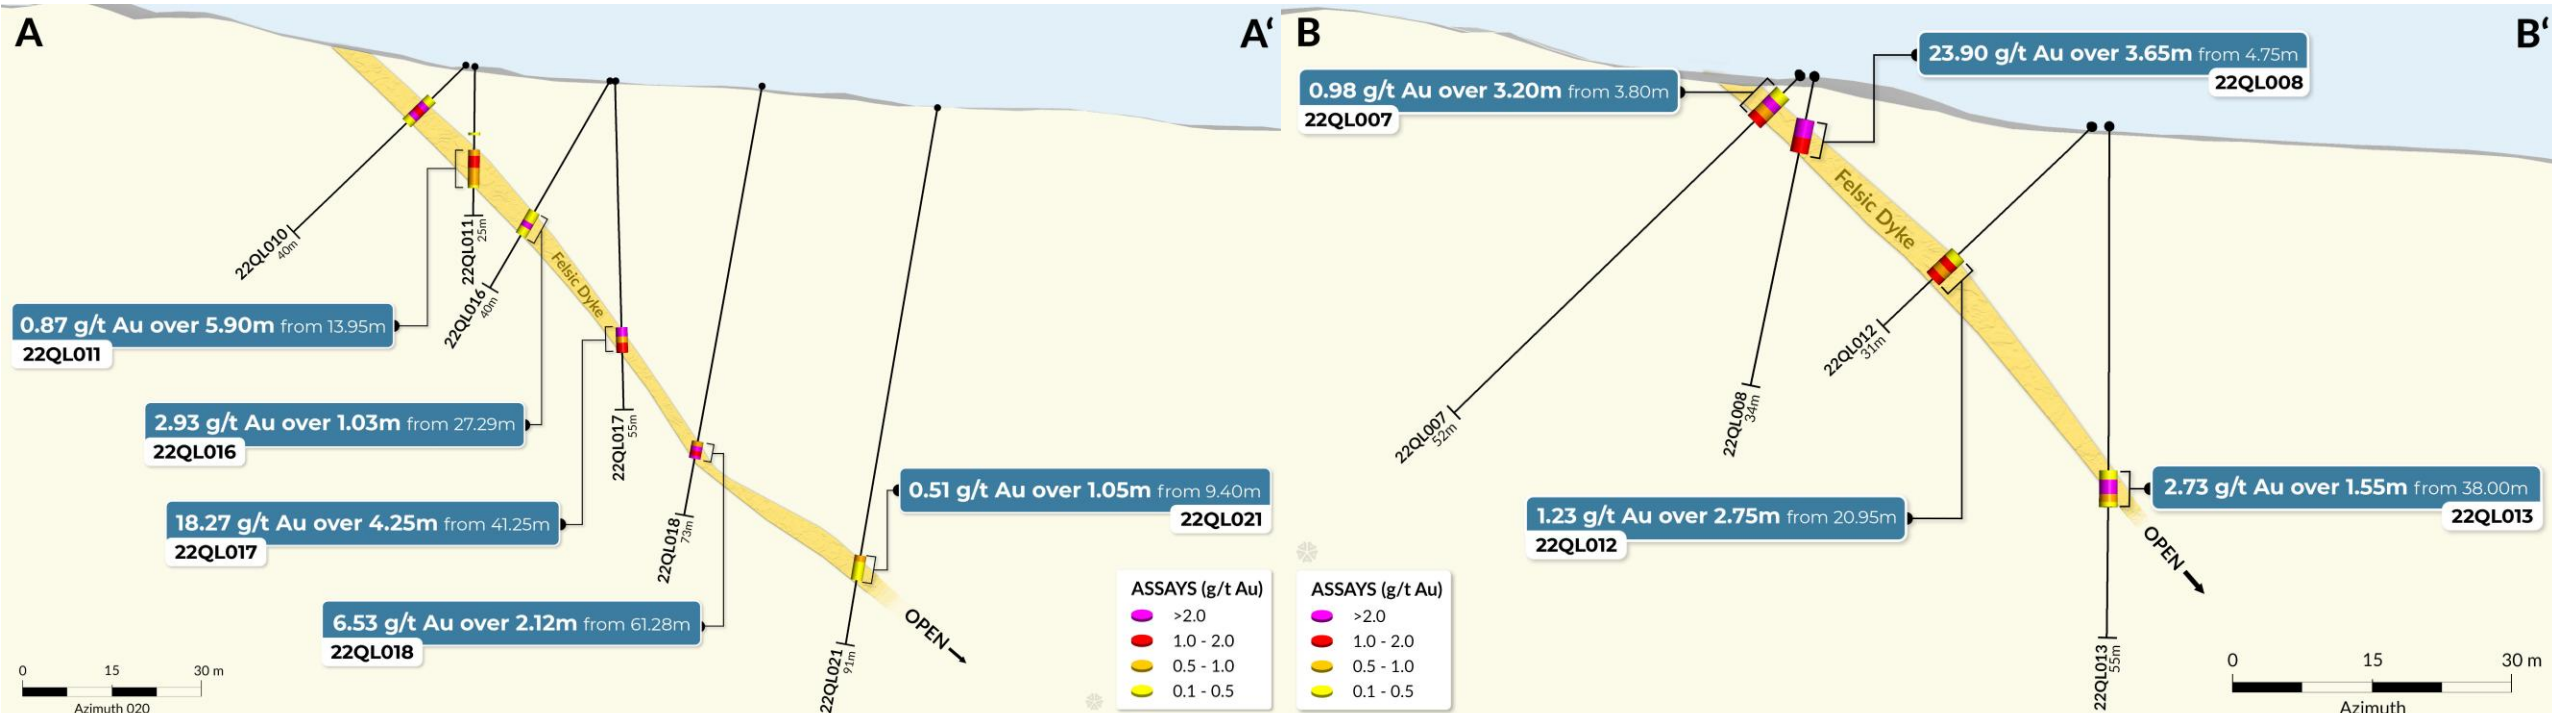 A
A‘
22QL010
40m
22QL011
25m
22QL016
40m
Felsic Dyke
22QL017
55m
22QL018
73m
22QL021
91m
0.87 g/t Au over 5.90m from 13.95m
22QL011
2.93 g/t Au over 1.03m from 27.29m
22QL016
18.27 g/t Au over 4.25m from 41.25m
22QL017
6.53 g/t Au over 2.12m from 61.28m
22QL018
0.51 g/t Au over 1.05m from 9.40m
22QL021
OPEN
ASSAYS (g/t Au)
>2.0
1.0 - 2.0
0.5 - 1.0
0.1 - 0.5
0 15 30 m
Azimuth 020
B
B‘
0.98 g/t Au over 3.20m from 3.80m
22QL007
23.90 g/t Au over 3.65m from 4.75m
22QL008
Felsic Dyke
22QL007
52m
22QL008
34m
22QL012
31m
22QL013
55m
1.23 g/t Au over 2.75m from 20.95m
22QL012
2.73 g/t Au over 1.55m from 38.00m
22QL013
OPEN
ASSAYS (g/t Au)
>2.0
1.0 - 2.0
0.5 - 1.0
0.1 - 0.5
0 15 30 m
Azimuth